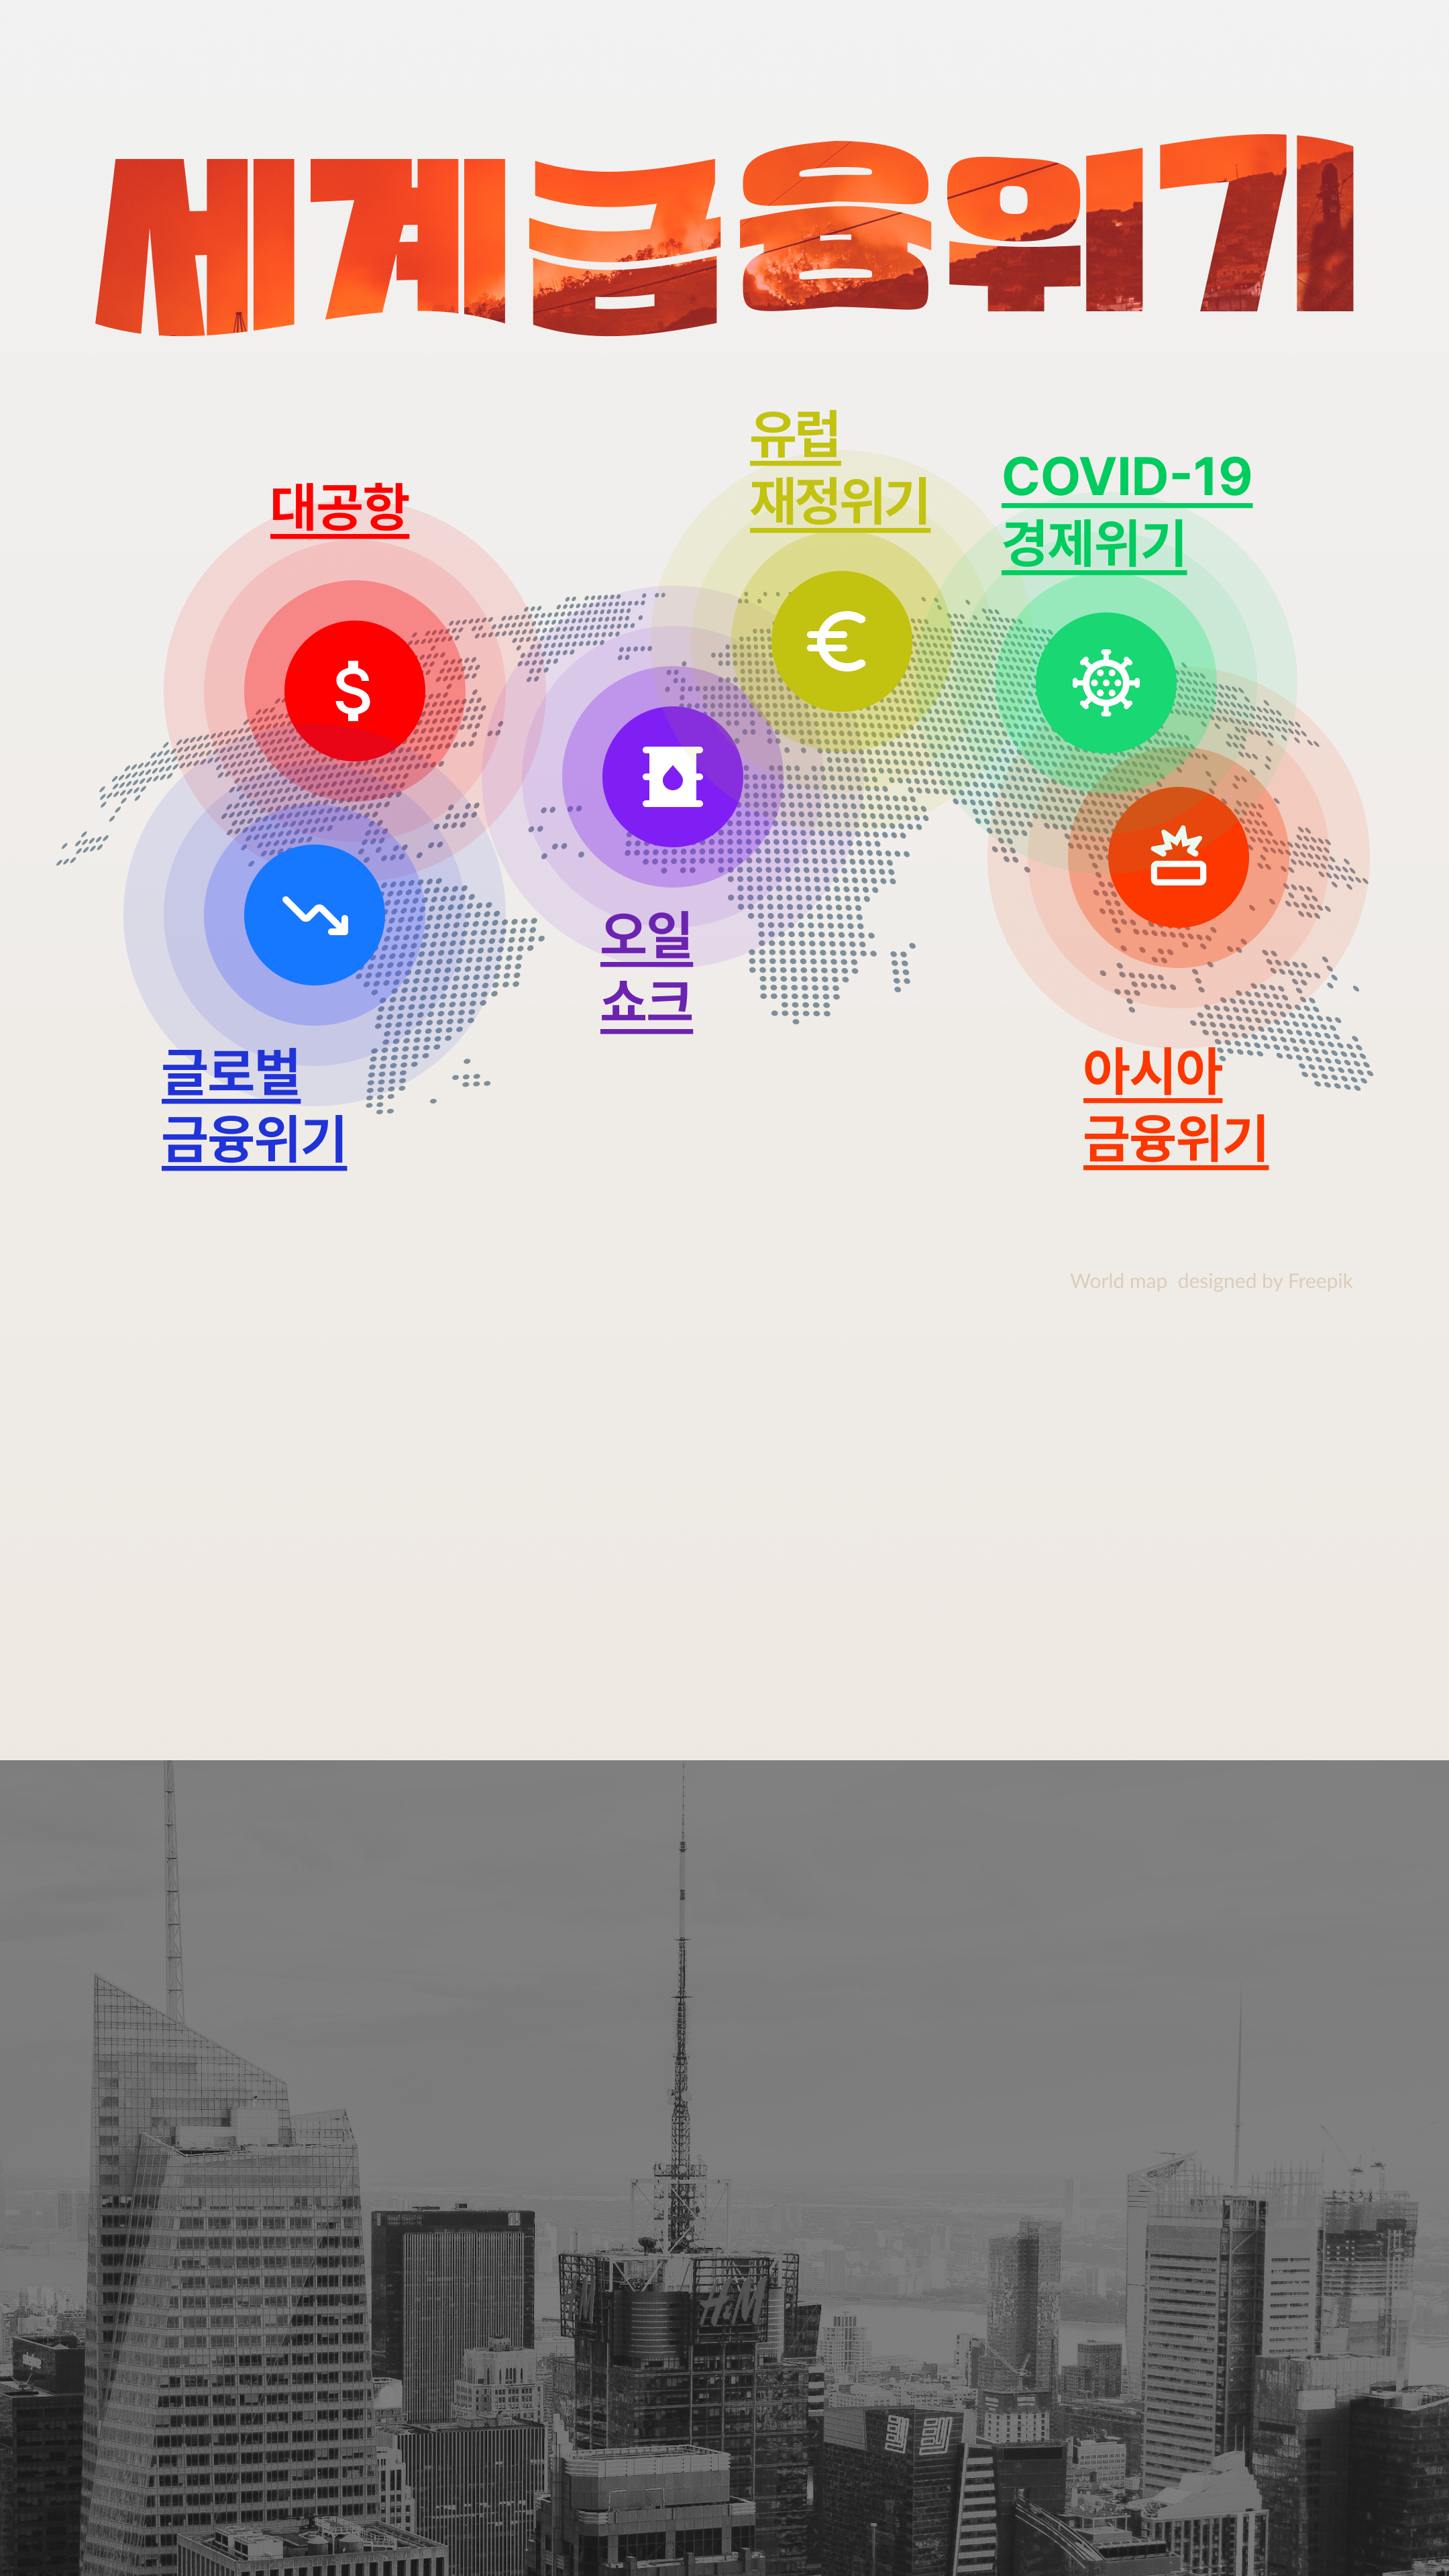 세계금융위기
유럽
재정위기
COVID-19
경제위기
대공항
오일
쇼크
글로벌
금융위기
아시아
금융위기
World map designed by Freepik
H&M